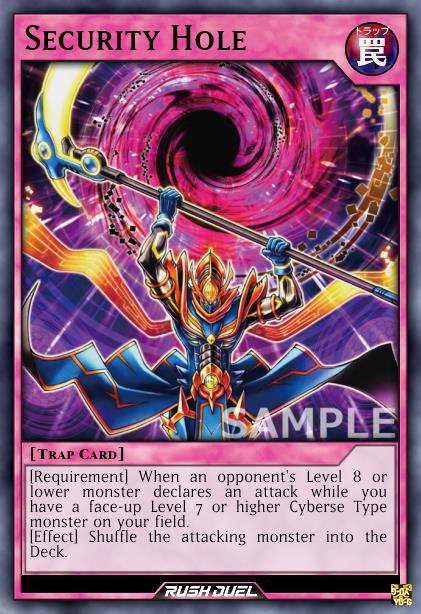 Security Hole
トラップ
罠
SAMPLE
[Trap Card]
[Requirement] When an opponent's Level 8 or
lower monster declares an attack while you
have a face-up Level 7 or higher Cyberse Type
monster on your field.
[Effect] Shuffle the attacking monster into the
Deck.
RUSH DUEL